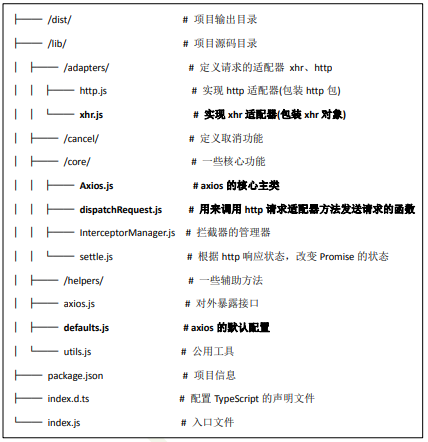 ├── /dist/ # 项目输出目录
├── /lib/ # 项目源码目录
│ ├── /adapters/ # 定义请求的适配器 xhr、http
│ │ ├── http.js # 实现 http 适配器(包装 http 包)
│ │ └── xhr.js # 实现 xhr 适配器(包装 xhr 对象)
│ ├── /cancel/ # 定义取消功能
│ ├── /core/ # 一些核心功能
│ │ ├── Axios.js # axios 的核心主类
│ │ ├── dispatchRequest.js # 用来调用 http 请求适配器方法发送请求的函数
│ │ ├── InterceptorManager.js # 拦截器的管理器
│ │ └── settle.js # 根据 http 响应状态，改变 Promise 的状态
│ ├── /helpers/ # 一些辅助方法
│ ├── axios.js # 对外暴露接口
│ ├── defaults.js # axios 的默认配置
│ └── utils.js # 公用工具
├── package.json # 项目信息
├── index.d.ts # 配置 TypeScript 的声明文件
└── index.js # 入口文件